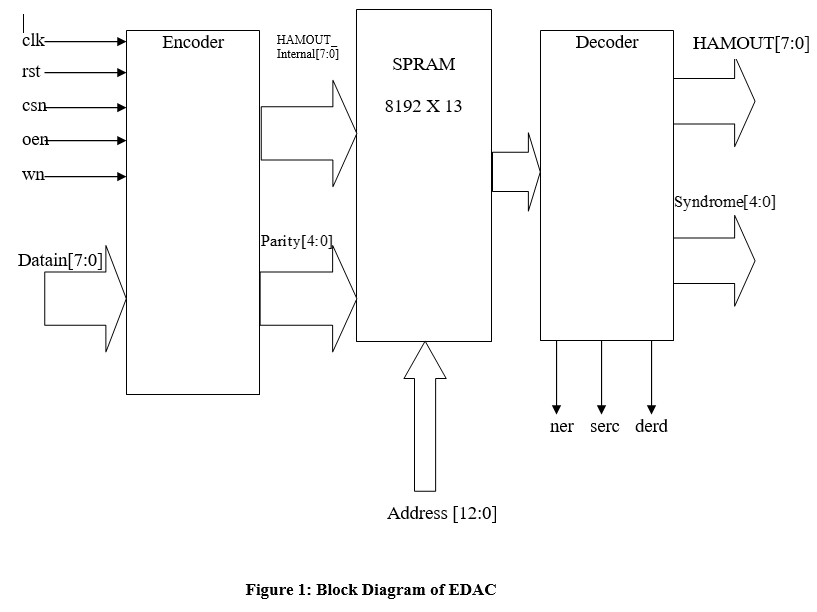 clk
rst
csn
oen
wn
Datain[7:0]
Encoder
HAMOUT_
Internal[7:0]
Parity[4:0]
SPRAM
8192 X 13
Address [12:0]
Decoder
HAMOUT[7:0]
Syndrome[4:0]
ner serc derd
Figure 1: Block Diagram of EDAC